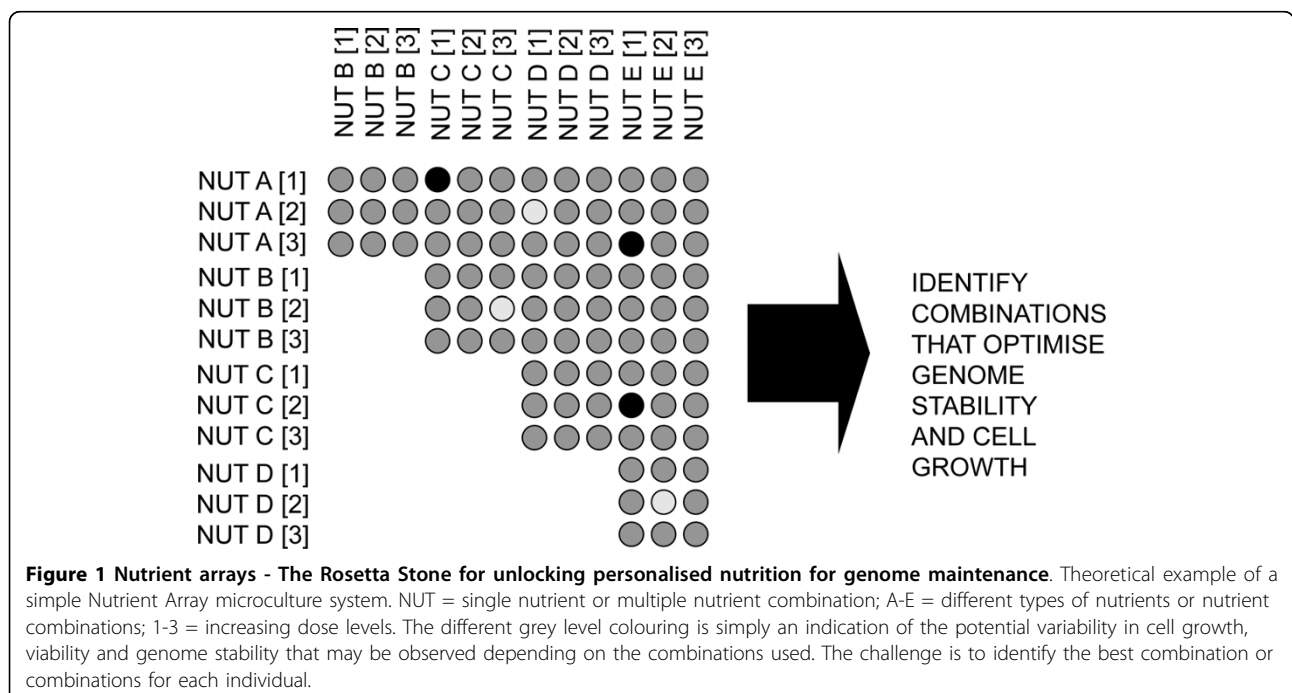 NUT B [1]
NUT B [2]
NUT B [3]
NUT C [1]
NUT C [2]
NUT C [3]
NUT D [1]
NUT D [2]
NUT D [3]
NUT E [1]
NUT E [2]
NUT E [3]
NUT A [1]
NUT A [2]
NUT A [3]
NUT B [1]
NUT B [2]
NUT B [3]
NUT C [1]
NUT C [2]
NUT C [3]
NUT D [1]
NUT D [2]
NUT D [3]
IDENTIFY
COMBINATIONS
THAT OPTIMISE
GENOME
STABILITY
AND CELL
GROWTH
Figure 1 Nutrient arrays - The Rosetta Stone for unlocking personalised nutrition for genome maintenance. Theoretical example of a
simple Nutrient Array microculture system. NUT = single nutrient or multiple nutrient combination; A-E = different types of nutrients or nutrient
combinations; 1-3 = increasing dose levels. The different grey level colouring is simply an indication of the potential variability in cell growth,
viability and genome stability that may be observed depending on the combinations used. The challenge is to identify the best combination or
combinations for each individual.